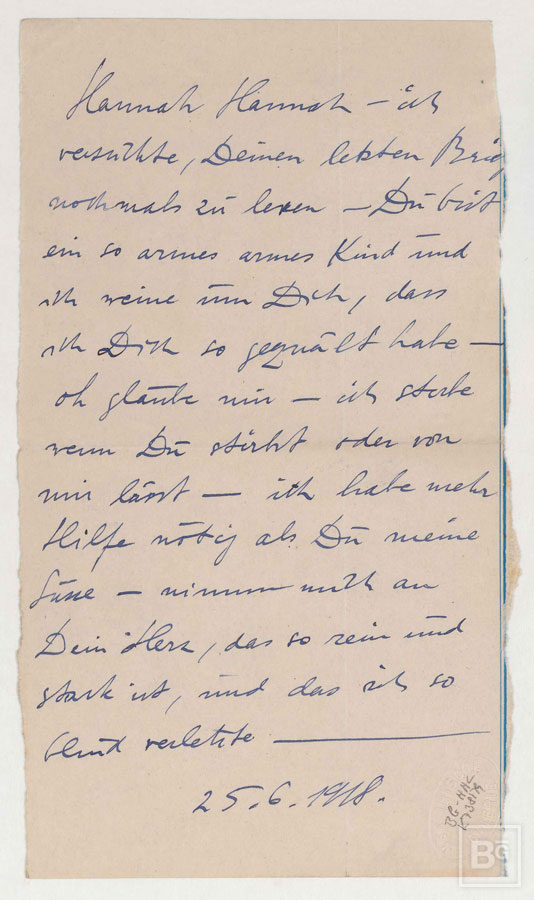 Hannah Hannah – ich
versuchte, Deinen letzten Brief
nochmals zu lesen – Du bist
ein so armes armes Kind und
ich weine um Dich, dass
ich Dich so gequält habe –
oh glaube mir – ich sterbe
wenn Du stirbst oder von
mir lässt – ich habe mehr
Hilfe nötig als Du meine
Süsse – nimm mich an
Dein Herz, das so rein und
stark ist, und das ich so
blind verletzte –
25.6.1918.
BG-HHC
BG